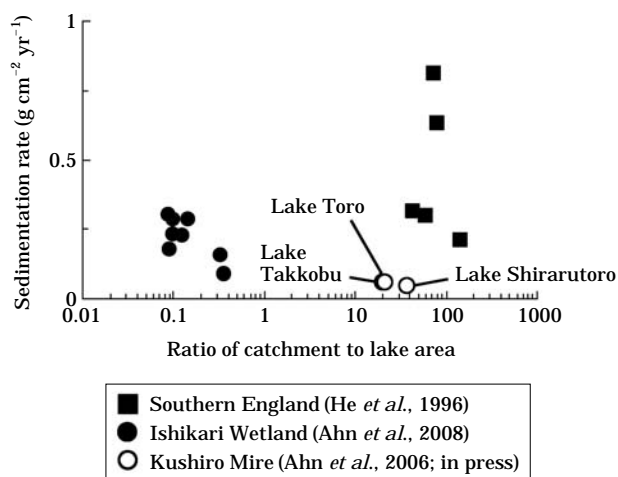 1
0.5
0
Sedimentation rate (g cm⁻² yr⁻¹)
Lake Toro
Lake
Takkobu
Lake Shirarutoro
0.01 0.1 1 10 100 1000
Ratio of catchment to lake area
Southern England (He et al., 1996)
Ishikari Wetland (Ahn et al., 2008)
Kushiro Mire (Ahn et al., 2006; in press)